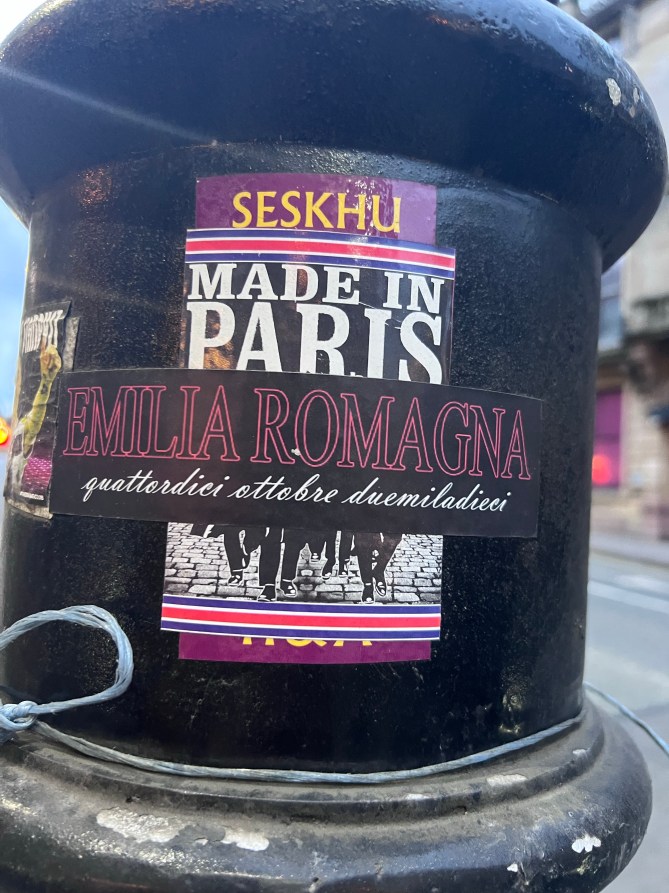 SESKHU
MADE IN
PARIS
EMILIA ROMAGNA
quattordici ottobre duemiladieci